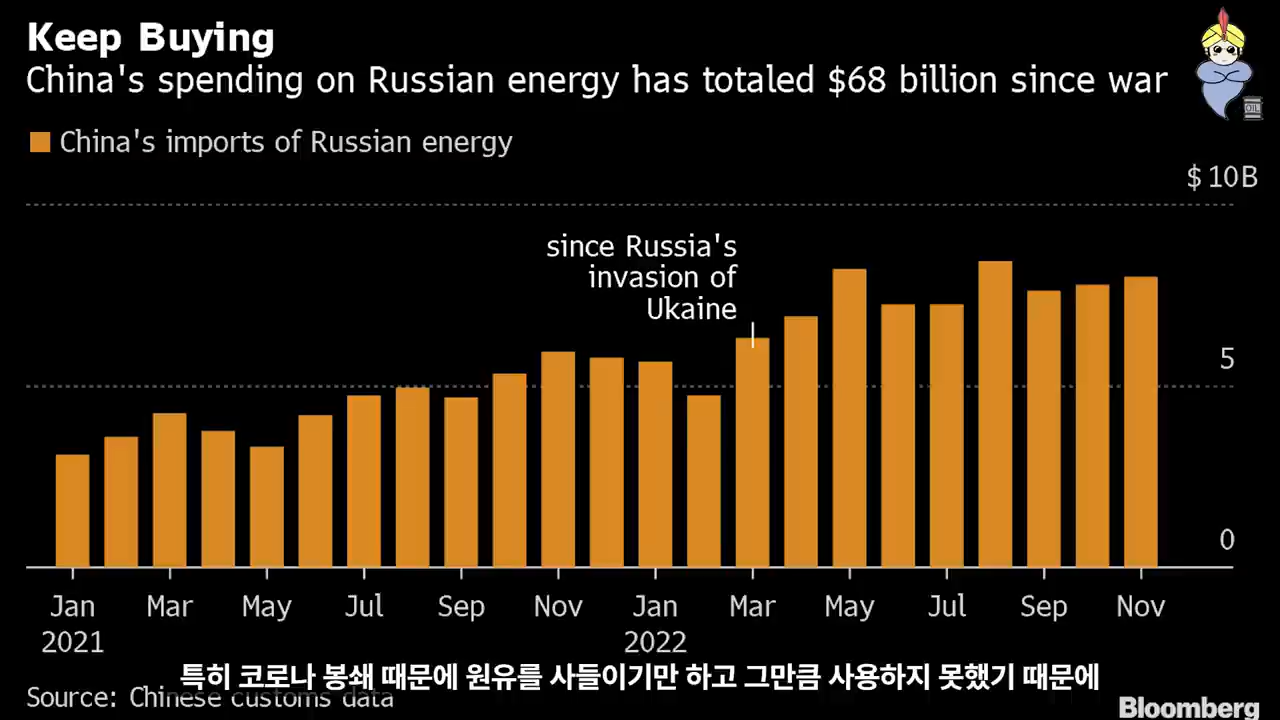 Keep Buying
China's spending on Russian energy has totaled $68 billion since war
OIL
China's imports of Russian energy
$ 10B
since Russia's
invasion of
Ukaine
5
0
Jan Mar May Jul Sep Nov Jan Mar May Jul Sep Nov
2021 2022
특히 코로나 봉쇄 때문에 원유를 사들이기만 하고 그만큼 사용하지 못했기 때문에
Source: Chinese customs data
Bloomberg